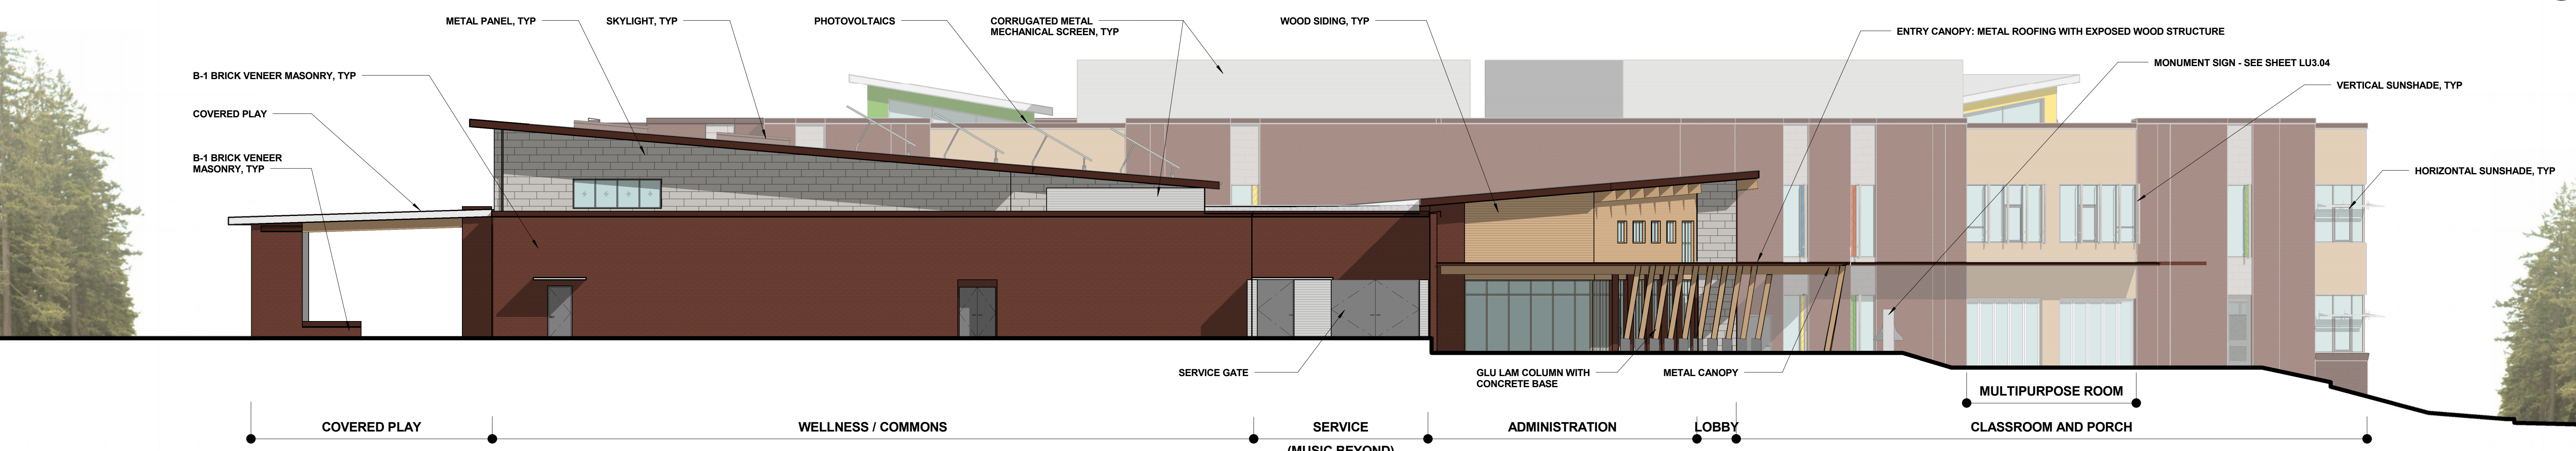 METAL PANEL, TYP
SKYLIGHT, TYP
PHOTOVOLTAICS
CORRUGATED METAL
MECHANICAL SCREEN, TYP
WOOD SIDING, TYP
ENTRY CANOPY: METAL ROOFING WITH EXPOSED WOOD STRUCTURE
MONUMENT SIGN - SEE SHEET LU3.04
VERTICAL SUNSHADE, TYP
B-1 BRICK VENEER MASONRY, TYP
COVERED PLAY
B-1 BRICK VENEER
MASONRY, TYP
HORIZONTAL SUNSHADE, TYP
SERVICE GATE
GLU LAM COLUMN WITH
CONCRETE BASE
METAL CANOPY
MULTIPURPOSE ROOM
COVERED PLAY
WELLNESS / COMMONS
SERVICE
(MUSIC BEYOND)
ADMINISTRATION
LOBBY
CLASSROOM AND PORCH